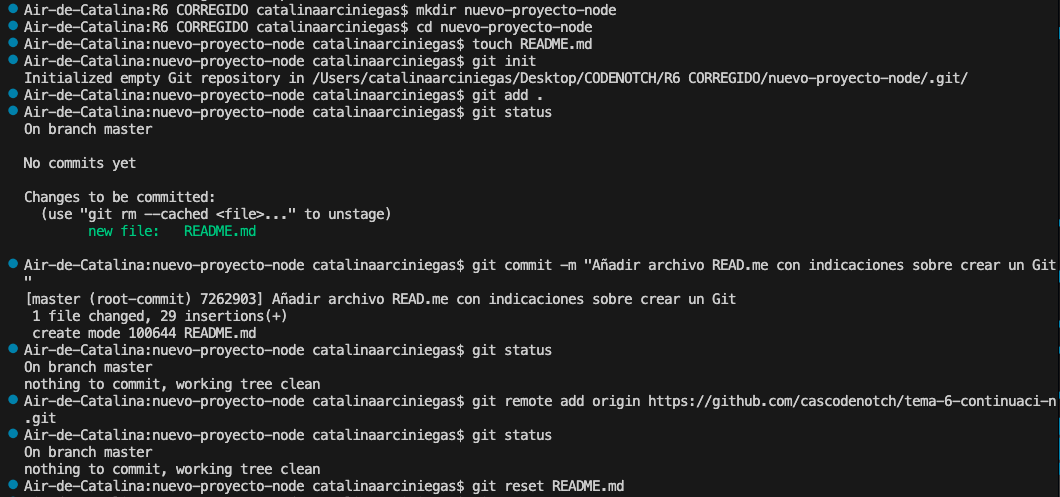 Air-de-Catalina:R6 CORREGIDO catalinaarciniegas$ mkdir nuevo-proyecto-node
Air-de-Catalina:R6 CORREGIDO catalinaarciniegas$ cd nuevo-proyecto-node
Air-de-Catalina:nuevo-proyecto-node catalinaarciniegas$ touch README.md
Air-de-Catalina:nuevo-proyecto-node catalinaarciniegas$ git init
Initialized empty Git repository in /Users/catalinaarciniegas/Desktop/CODENOTCH/R6 CORREGIDO/nuevo-proyecto-node/.git/
Air-de-Catalina:nuevo-proyecto-node catalinaarciniegas$ git add .
Air-de-Catalina:nuevo-proyecto-node catalinaarciniegas$ git status
On branch master
No commits yet
Changes to be committed:
(use "git rm --cached <file>..." to unstage)
new file: README.md
Air-de-Catalina:nuevo-proyecto-node catalinaarciniegas$ git commit -m "Añadir archivo READ.me con indicaciones sobre crear un Git
"
[master (root-commit) 7262903] Añadir archivo READ.me con indicaciones sobre crear un Git
1 file changed, 29 insertions(+)
create mode 100644 README.md
Air-de-Catalina:nuevo-proyecto-node catalinaarciniegas$ git status
On branch master
nothing to commit, working tree clean
Air-de-Catalina:nuevo-proyecto-node catalinaarciniegas$ git remote add origin https://github.com/cascodenotch/tema-6-continuaci-n
.git
Air-de-Catalina:nuevo-proyecto-node catalinaarciniegas$ git status
On branch master
nothing to commit, working tree clean
Air-de-Catalina:nuevo-proyecto-node catalinaarciniegas$ git reset README.md